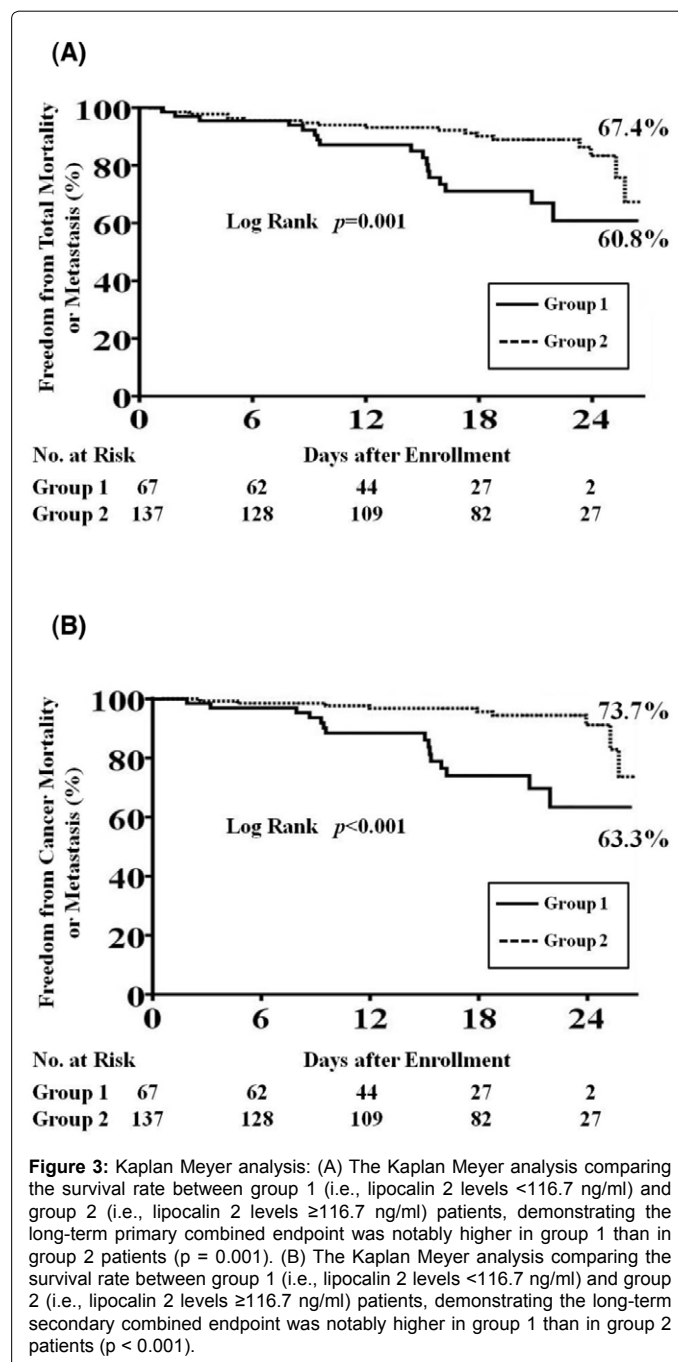 (A)
100
80
60
40
20
0
Freedom from Total Mortality
or Metastasis (%)
67.4%
60.8%
Log Rank p=0.001
Group 1
Group 2
0 6 12 18 24
No. at Risk Days after Enrollment
Group 1 67 62 44 27 2
Group 2 137 128 109 82 27
(B)
100
80
60
40
20
0
Freedom from Cancer Mortality
or Metastasis (%)
73.7%
63.3%
Log Rank p<0.001
Group 1
Group 2
0 6 12 18 24
No. at Risk Days after Enrollment
Group 1 67 62 44 27 2
Group 2 137 128 109 82 27
Figure 3: Kaplan Meyer analysis: (A) The Kaplan Meyer analysis comparing
the survival rate between group 1 (i.e., lipocalin 2 levels <116.7 ng/ml) and
group 2 (i.e., lipocalin 2 levels ≥116.7 ng/ml) patients, demonstrating the
long-term primary combined endpoint was notably higher in group 1 than in
group 2 patients (p = 0.001). (B) The Kaplan Meyer analysis comparing the
survival rate between group 1 (i.e., lipocalin 2 levels <116.7 ng/ml) and group
2 (i.e., lipocalin 2 levels ≥116.7 ng/ml) patients, demonstrating the long-term
secondary combined endpoint was notably higher in group 1 than in group 2
patients (p < 0.001).